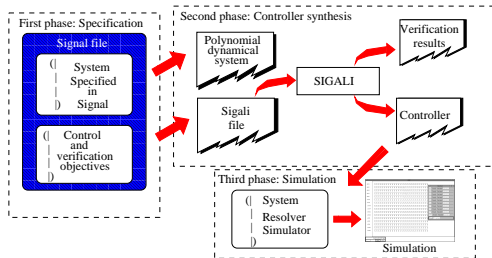 First phase: Specification
Signal file
(| System
| Specified
| in
|) Signal
(| Control
| and
| verification
| objectives
|)
Second phase: Controller synthesis
Polynomial
dynamical
system
Sigali
file
SIGALI
Verification
results
Controller
Third phase: Simulation
(| System
| Resolver
| Simulator
|)
Simulation